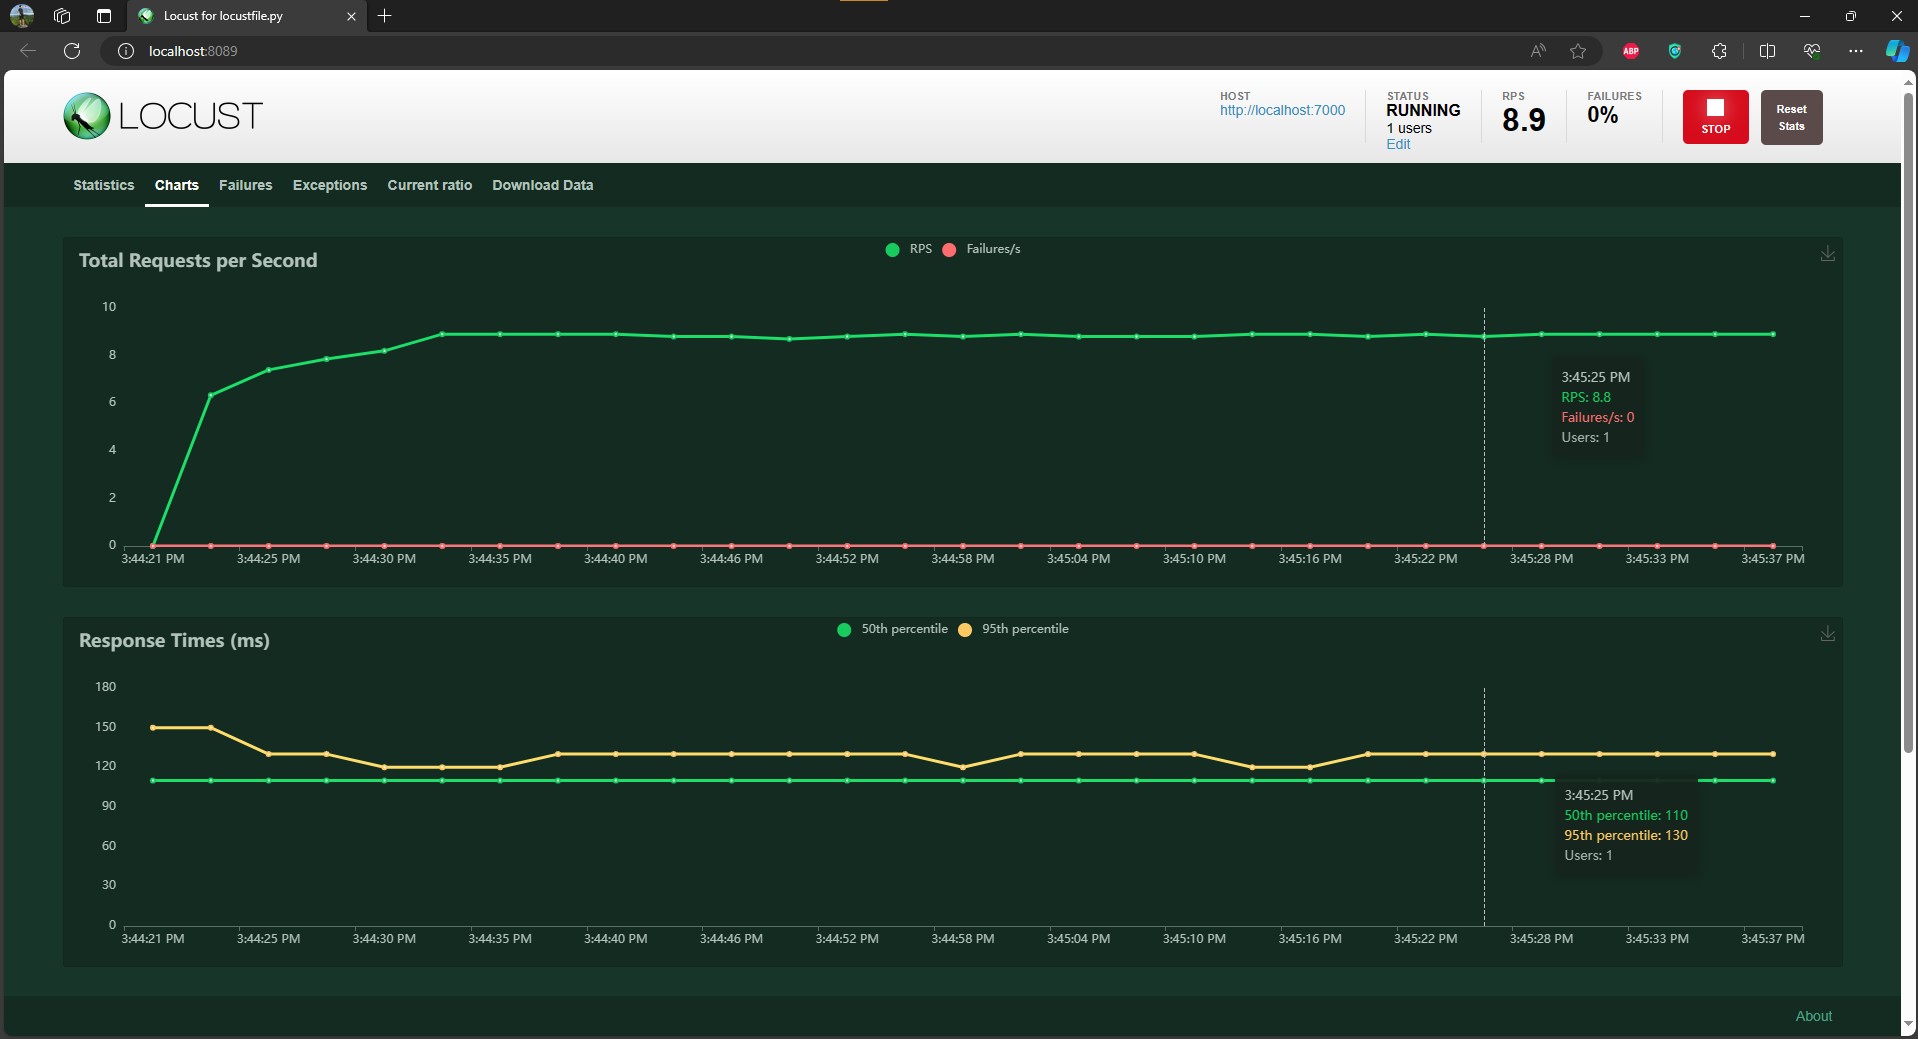 Locust for locustfile.py
localhost:8089
ABP
LOCUST
HOST
http://localhost:7000
STATUS
RUNNING
1 users
Edit
RPS
8.9
FAILURES
0%
STOP
Reset
Stats
Statistics Charts Failures Exceptions Current ratio Download Data
Total Requests per Second
RPS Failures/s
10
8
6
4
2
0
3:45:25 PM
RPS: 8.8
Failures/s: 0
Users: 1
3:44:21 PM 3:44:25 PM 3:44:30 PM 3:44:35 PM 3:44:40 PM 3:44:46 PM 3:44:52 PM 3:44:58 PM 3:45:04 PM 3:45:10 PM 3:45:16 PM 3:45:22 PM 3:45:28 PM 3:45:33 PM 3:45:37 PM
Response Times (ms)
50th percentile 95th percentile
180
150
120
90
60
30
0
3:45:25 PM
50th percentile: 110
95th percentile: 130
Users: 1
3:44:21 PM 3:44:25 PM 3:44:30 PM 3:44:35 PM 3:44:40 PM 3:44:46 PM 3:44:52 PM 3:44:58 PM 3:45:04 PM 3:45:10 PM 3:45:16 PM 3:45:22 PM 3:45:28 PM 3:45:33 PM 3:45:37 PM
About